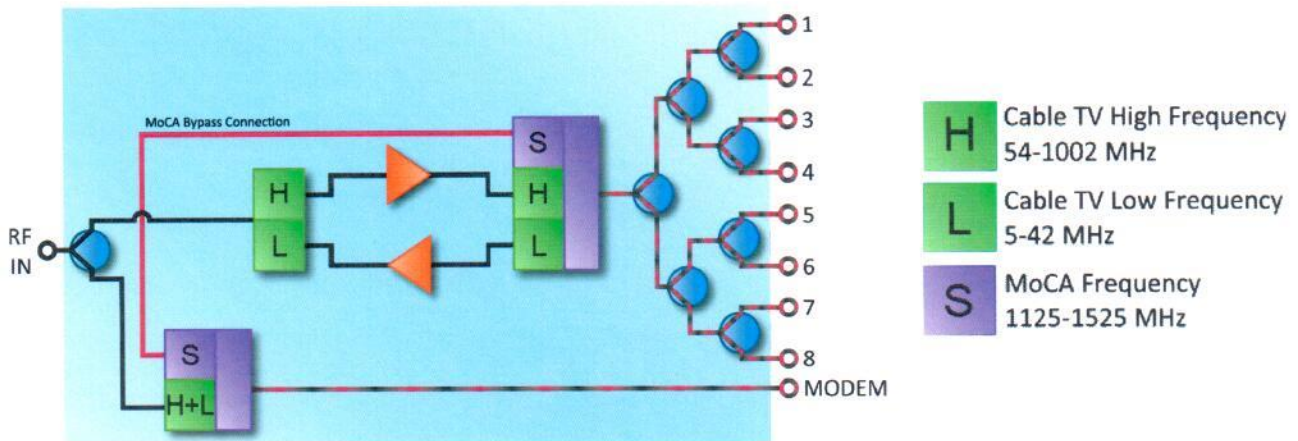 1
2
3
4
5
6
7
8
MODEM
MoCA Bypass Connection
RF
IN
S
H
H
L
L
S
H+L
H
Cable TV High Frequency
54-1002 MHz
L
Cable TV Low Frequency
5-42 MHz
S
MoCA Frequency
1125-1525 MHz